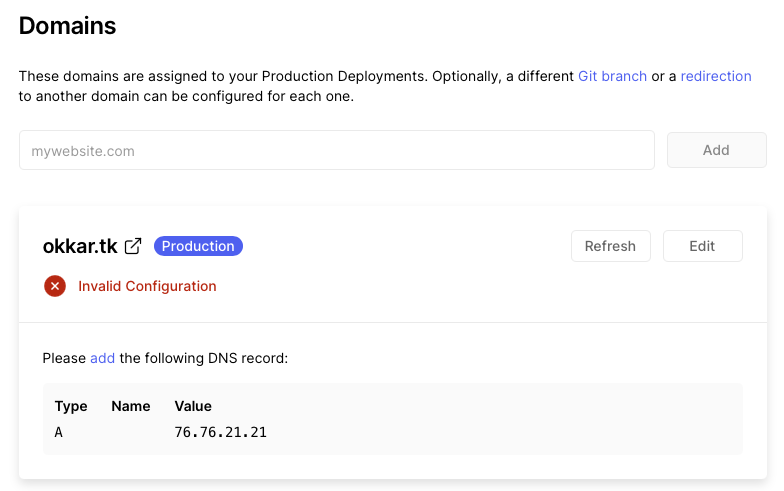 Domains
These domains are assigned to your Production Deployments. Optionally, a different Git branch or a redirection
to another domain can be configured for each one.
mywebsite.com
Add
okkar.tk Production Refresh Edit
Invalid Configuration
Please add the following DNS record:
Type Name Value
A 76.76.21.21